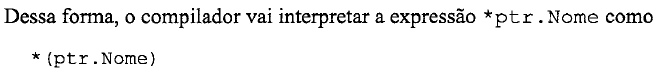 Dessa forma, o compilador vai interpretar a expressão *ptr.Nome como
*(ptr.Nome)